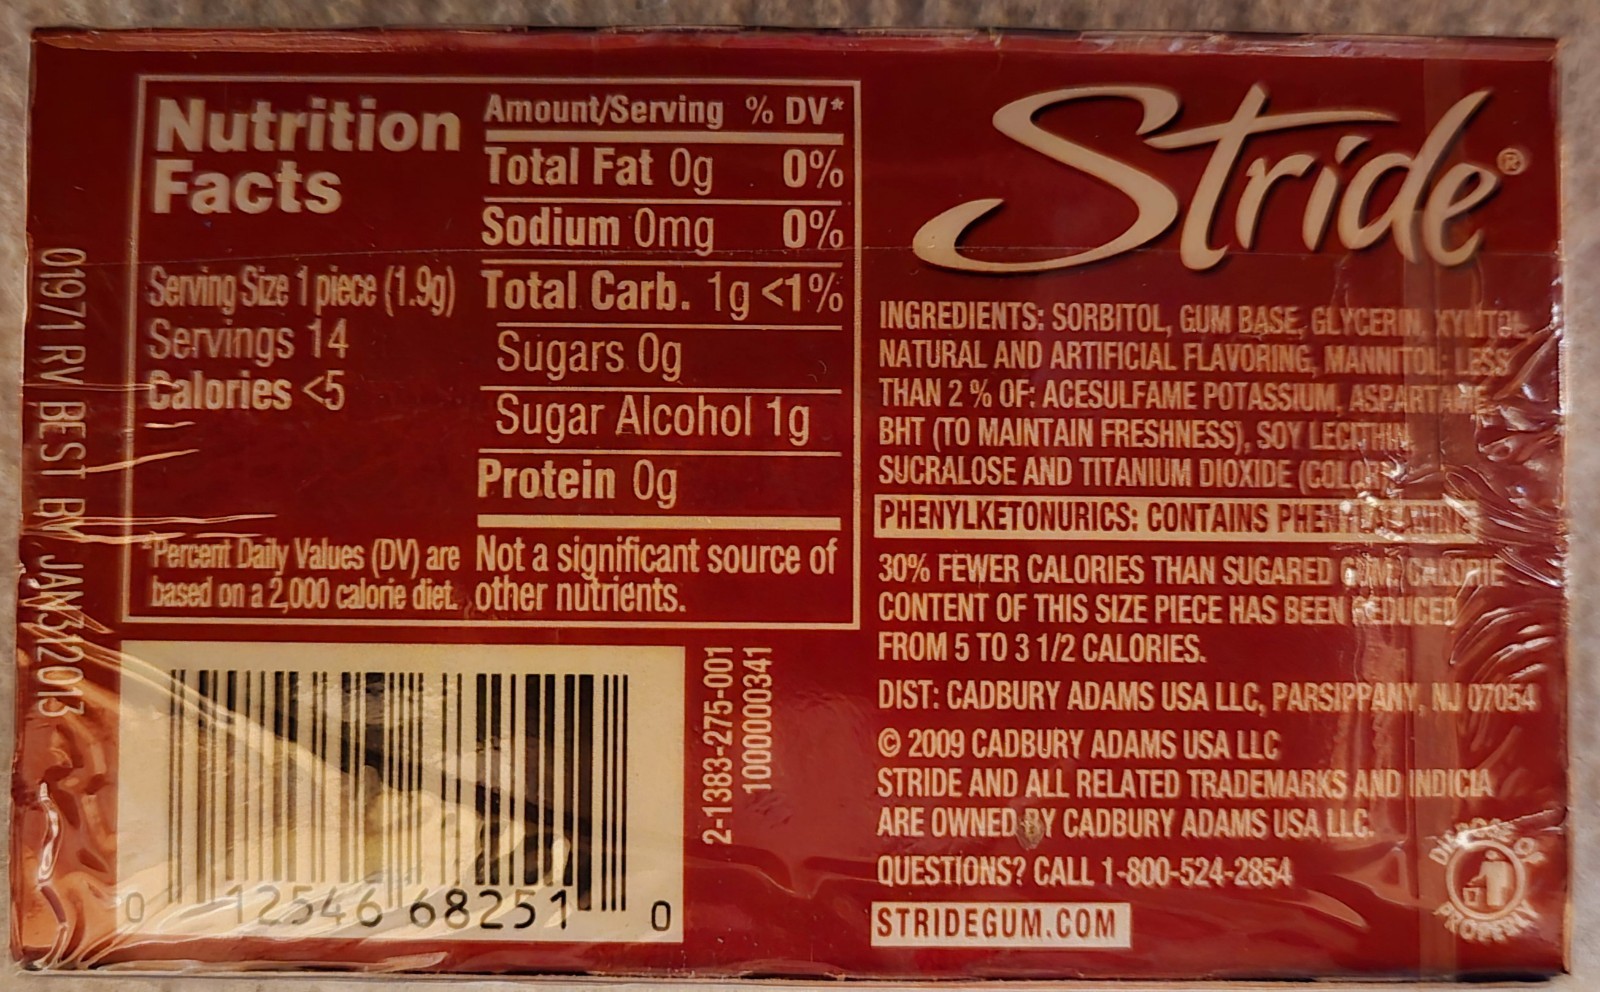 Nutrition
Facts
Serving Size 1 piece (1.9g)
Servings 14
Calories <5
*Percent Daily Values (DV) are
based on a 2,000 calorie diet.
Amount/Serving % DV*
Total Fat 0g 0%
Sodium 0mg 0%
Total Carb. 1g <1%
Sugars 0g
Sugar Alcohol 1g
Protein 0g
Not a significant source of
other nutrients.
01971RV BEST BY JAN312013
0 12546 68251 0
2-1383-275-001
1000000341
Stride®
INGREDIENTS: SORBITOL, GUM BASE, GLYCERIN, XYLITOL,
NATURAL AND ARTIFICIAL FLAVORING, MANNITOL; LESS
THAN 2 % OF: ACESULFAME POTASSIUM, ASPARTAME,
BHT (TO MAINTAIN FRESHNESS), SOY LECITHIN,
SUCRALOSE AND TITANIUM DIOXIDE (COLOR).
PHENYLKETONURICS: CONTAINS PHENYLALANINE
30% FEWER CALORIES THAN SUGARED GUM. CALORIE
CONTENT OF THIS SIZE PIECE HAS BEEN REDUCED
FROM 5 TO 3 1/2 CALORIES.
DIST: CADBURY ADAMS USA LLC, PARSIPPANY, NJ 07054
© 2009 CADBURY ADAMS USA LLC
STRIDE AND ALL RELATED TRADEMARKS AND INDICIA
ARE OWNED BY CADBURY ADAMS USA LLC.
QUESTIONS? CALL 1-800-524-2854
STRIDEGUM.COM
DISPOSE OF
PROPERLY